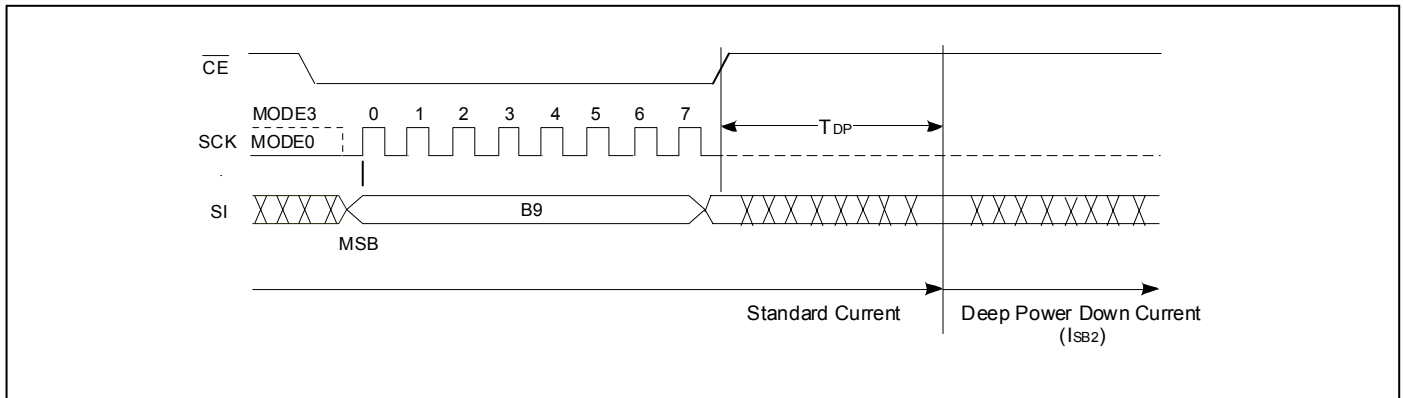 CE
MODE3 0 1 2 3 4 5 6 7
SCK MODE0
TDP
SI B9
MSB
Standard Current Deep Power Down Current
(ISB2)